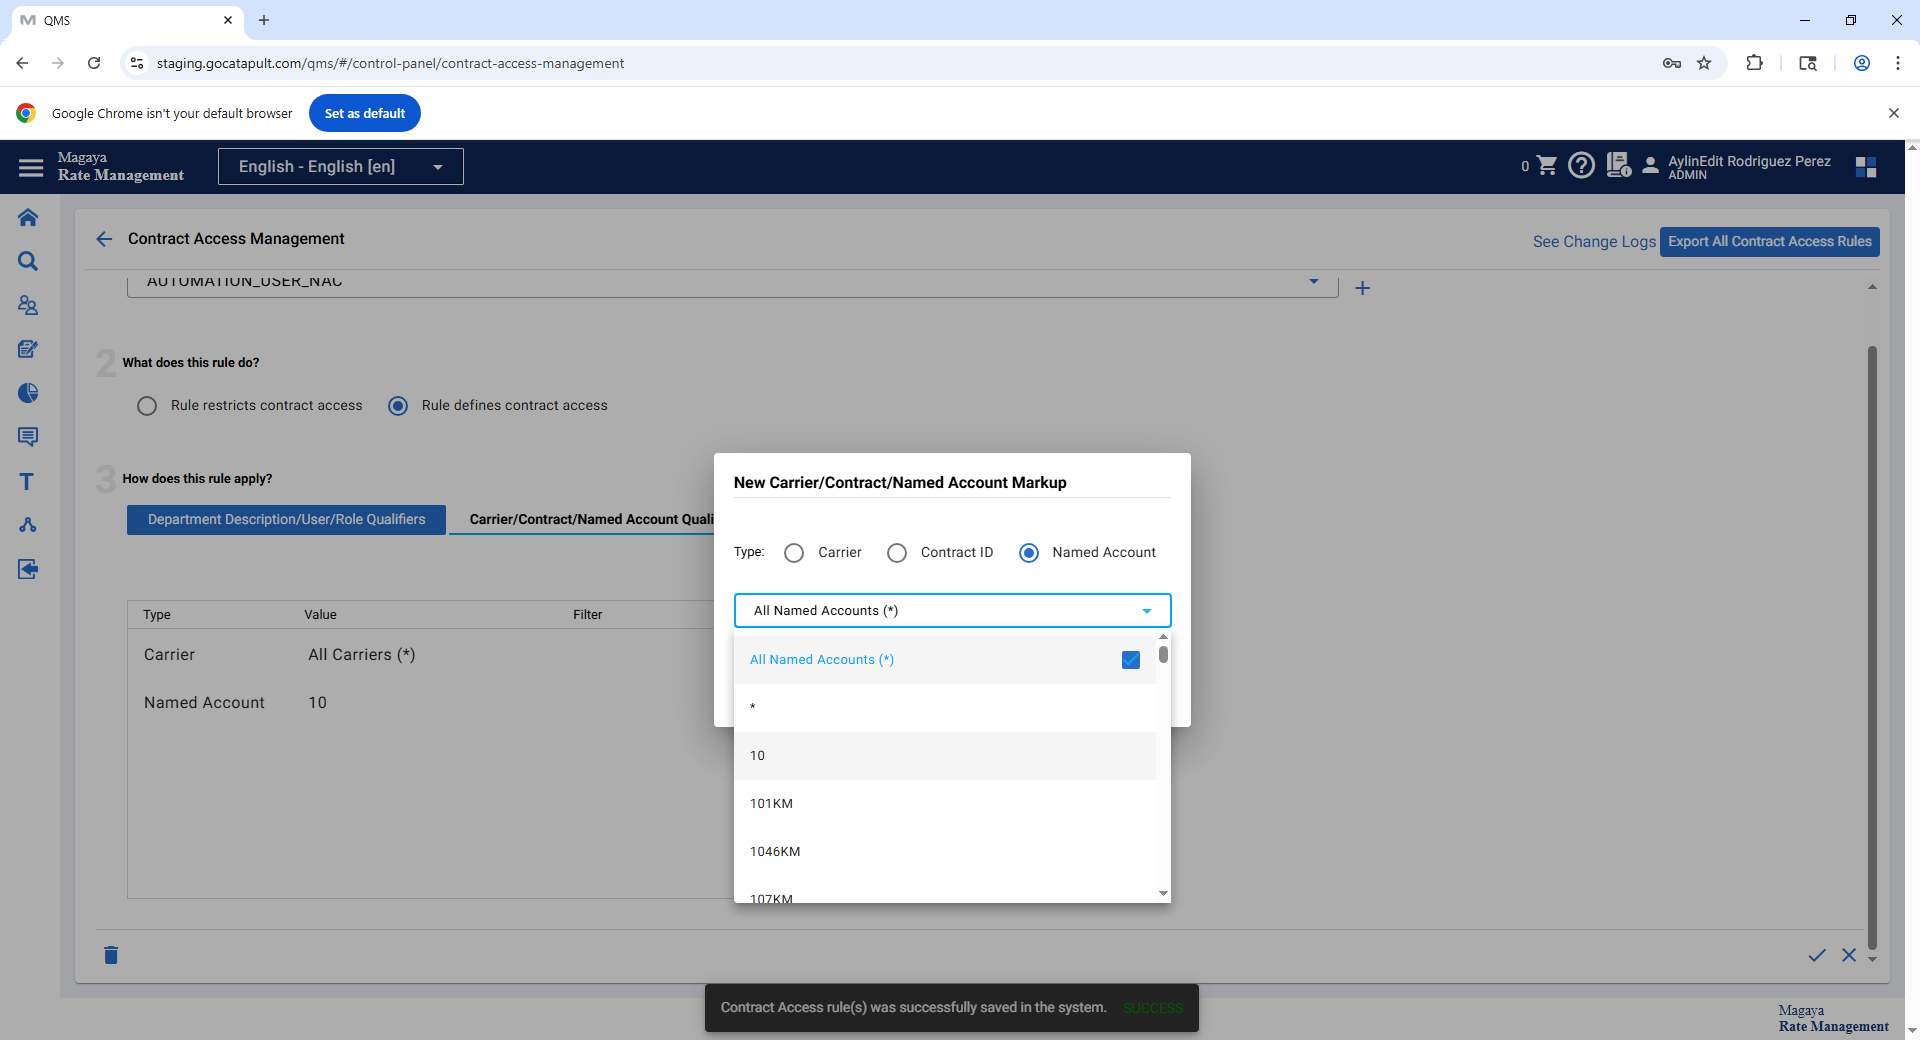 QMS
staging.gocatapult.com/qms/#/control-panel/contract-access-management
Google Chrome isn't your default browser
Set as default
Magaya
Rate Management
English - English [en]
0
AylinEdit Rodriguez Perez
ADMIN
Contract Access Management
See Change Logs
Export All Contract Access Rules
AUTOMATION_USER_NAC
2 What does this rule do?
Rule restricts contract access
Rule defines contract access
3 How does this rule apply?
Department Description/User/Role Qualifiers
Carrier/Contract/Named Account Quali
Type
Value
Filter
Carrier
All Carriers (*)
Named Account
10
New Carrier/Contract/Named Account Markup
Type:
Carrier
Contract ID
Named Account
All Named Accounts (*)
All Named Accounts (*)
*
10
101KM
1046KM
107KM
Contract Access rule(s) was successfully saved in the system.
SUCCESS
Magaya
Rate Management